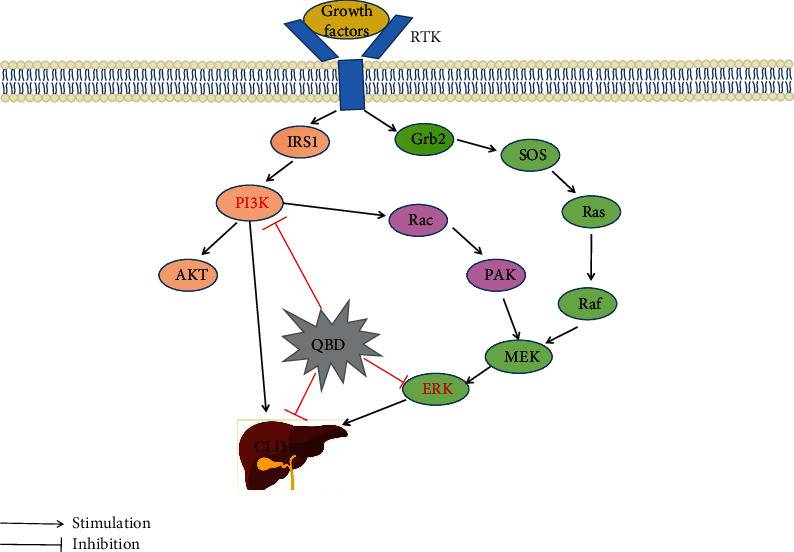 Growth
factors
RTK
IRS1
Grb2
SOS
PI3K
Rac
Ras
AKT
PAK
Raf
QBD
MEK
ERK
CLD
Stimulation
Inhibition